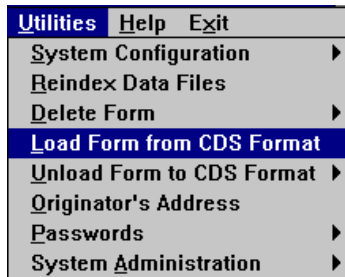 Utilities Help Exit
System Configuration
Reindex Data Files
Delete Form
Load Form from CDS Format
Unload Form to CDS Format
Originator's Address
Passwords
System Administration